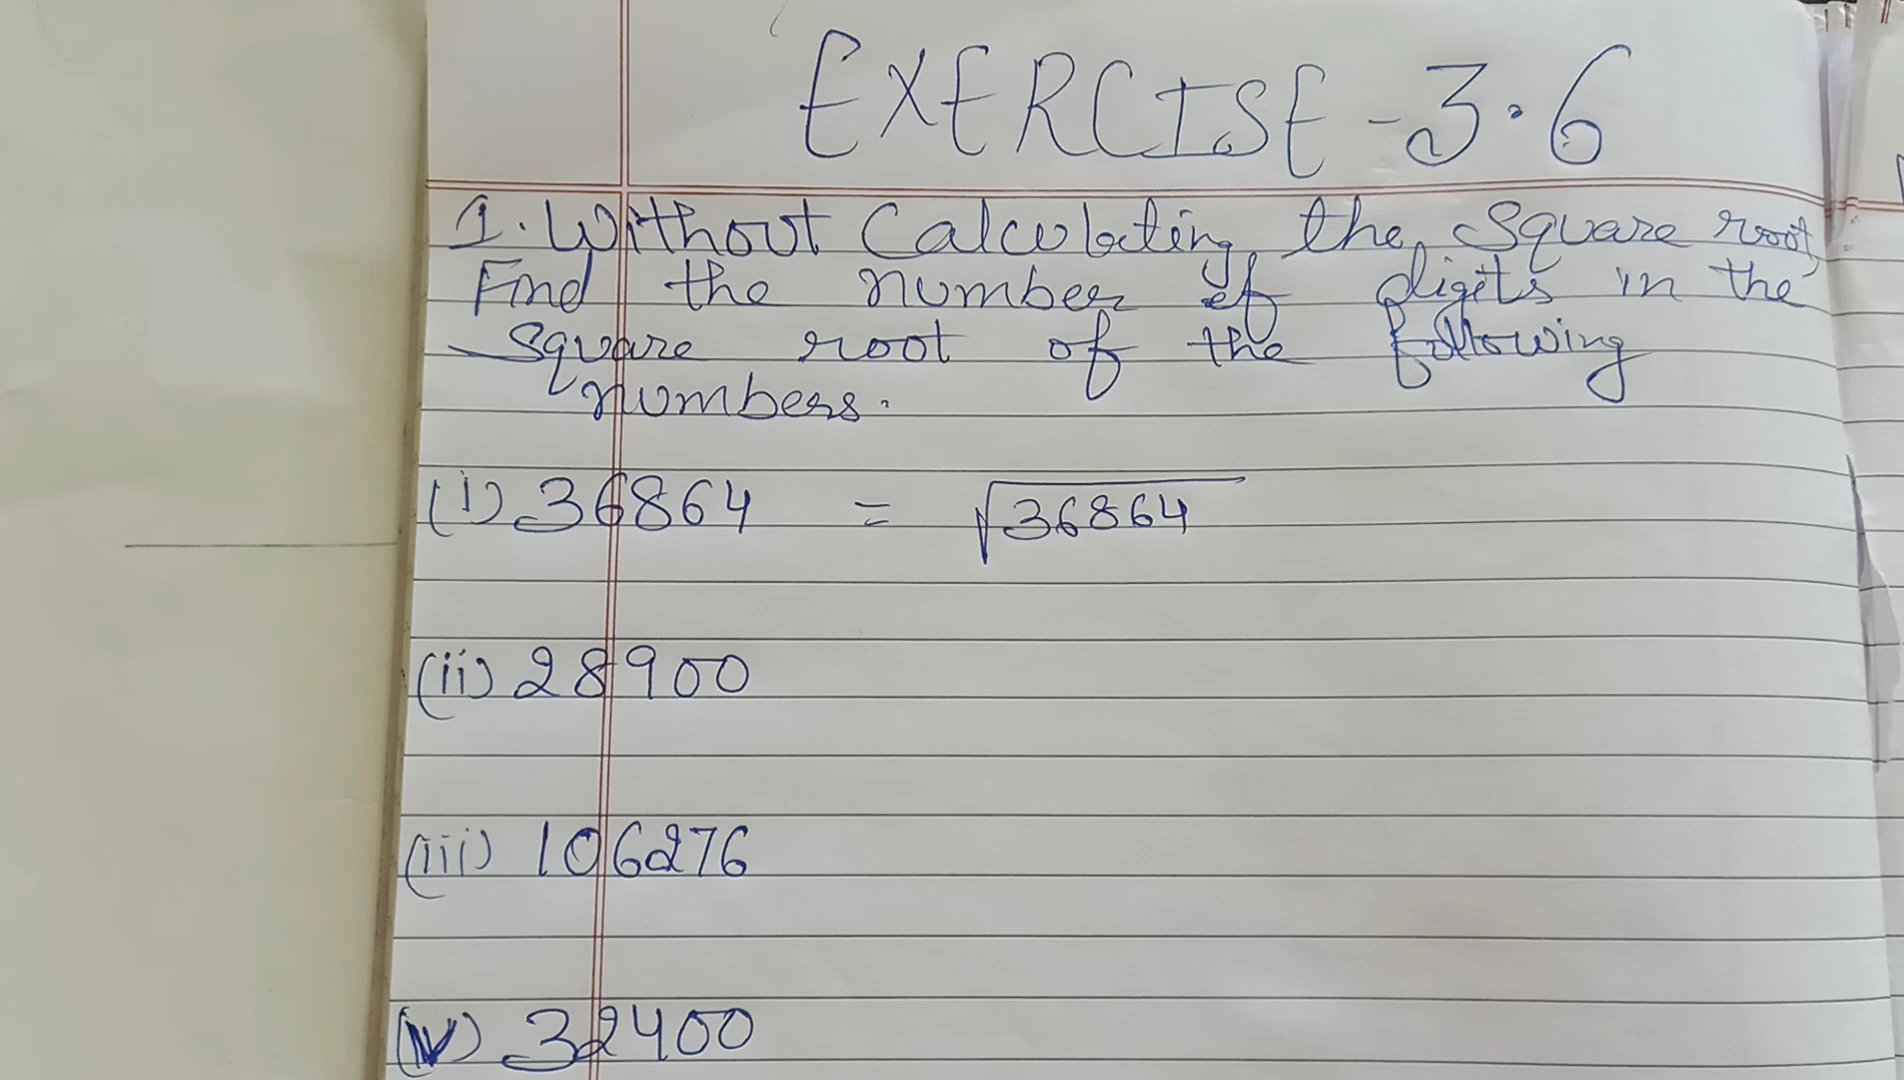 EXERCISE - 3.6
1. Without Calculating the Square root,
Find the number of digits in the
Square root of the following
numbers.
(i) 36864 = √36864
(ii) 28900
(iii) 106276
(iv) 32400